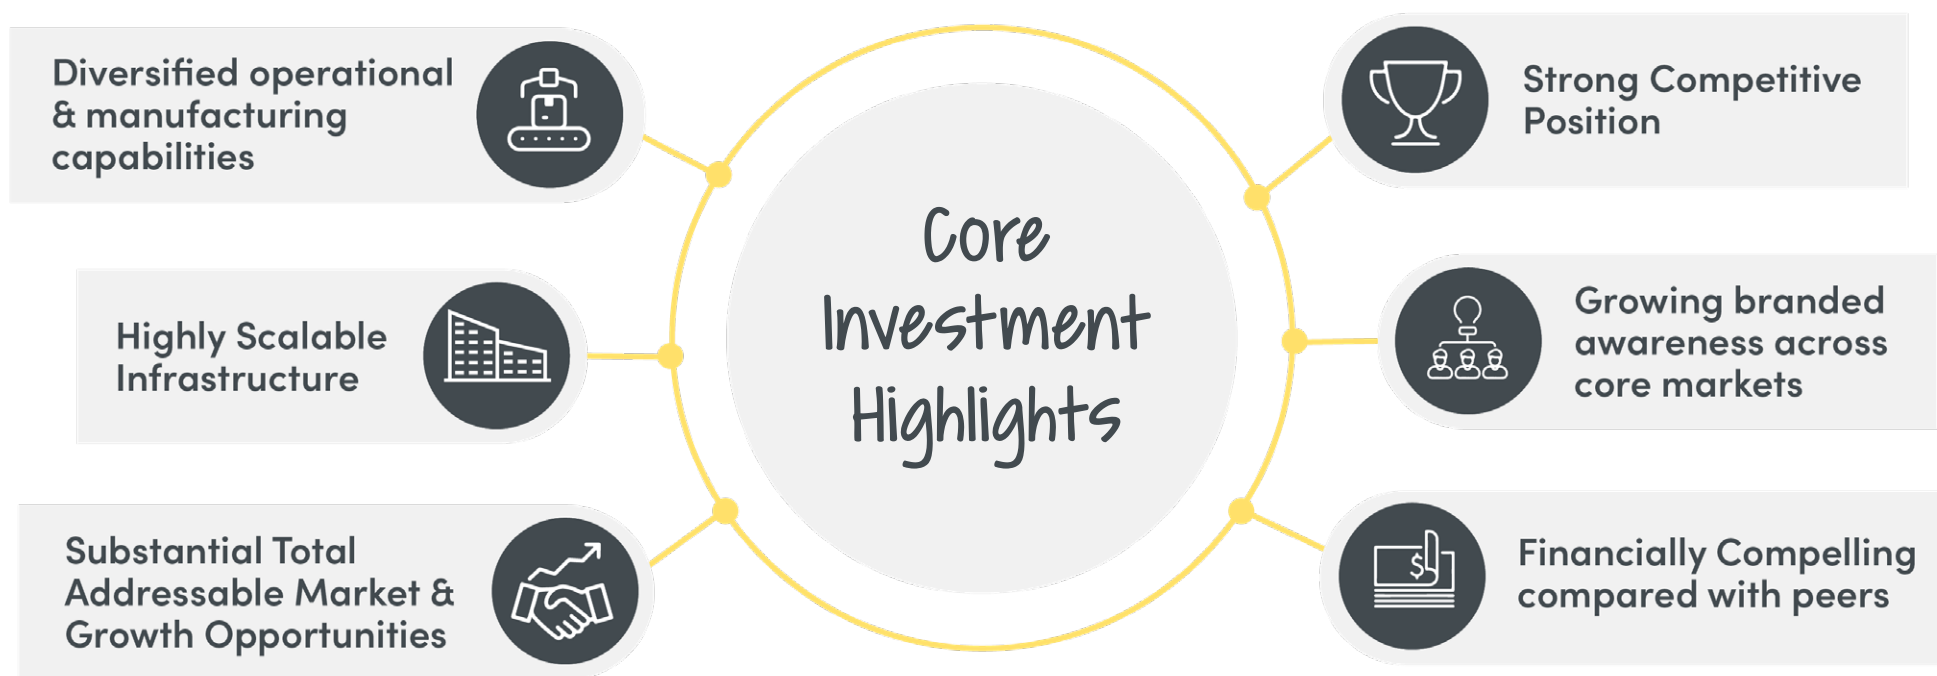 Diversified operational
& manufacturing
capabilities
Highly Scalable
Infrastructure
Substantial Total
Addressable Market &
Growth Opportunities
Core
Investment
Highlights
Strong Competitive
Position
Growing branded
awareness across
core markets
$
Financially Compelling
compared with peers